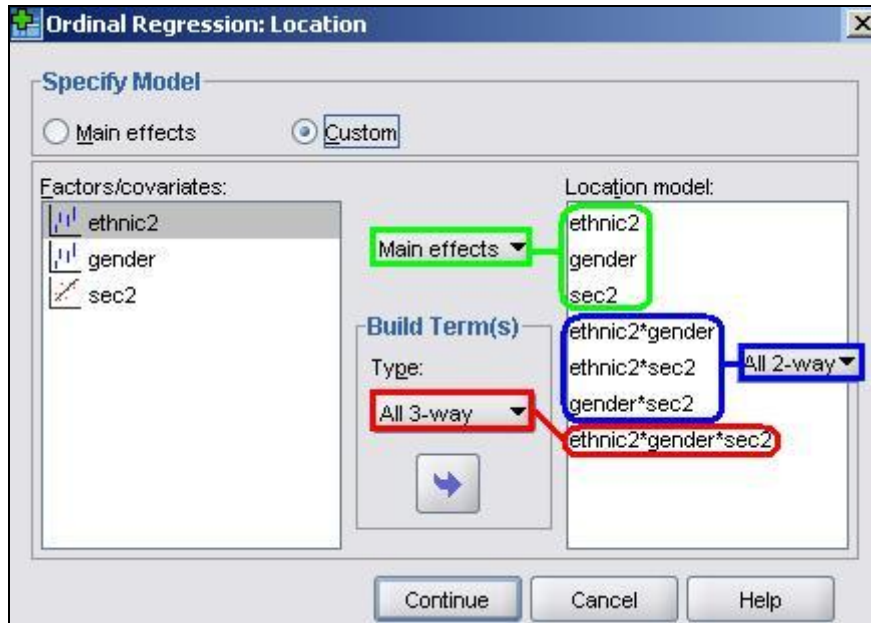 Ordinal Regression: Location
Specify Model
Main effects
Custom
Factors/covariates:
ethnic2
gender
sec2
Main effects
Build Term(s)
Type:
All 3-way
Location model:
ethnic2
gender
sec2
ethnic2*gender
ethnic2*sec2
gender*sec2
ethnic2*gender*sec2
All 2-way
Continue
Cancel
Help